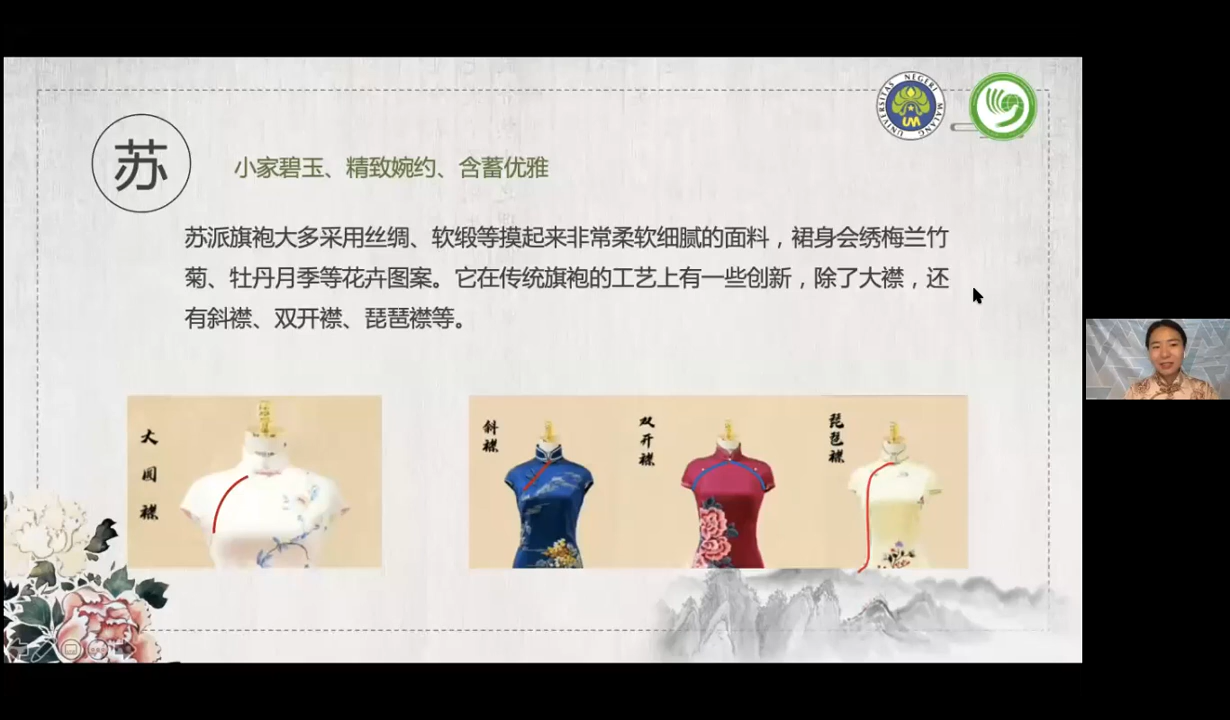 苏
小家碧玉、精致婉约、含蓄优雅
苏派旗袍大多采用丝绸、软缎等摸起来非常柔软细腻的面料，裙身会绣梅兰竹
菊、牡丹月季等花卉图案。它在传统旗袍的工艺上有一些创新，除了大襟，还
有斜襟、双开襟、琵琶襟等。
大圆襟
斜襟
双开襟
琵琶襟
UNIVERSITAS NEGERI MALANG
UM